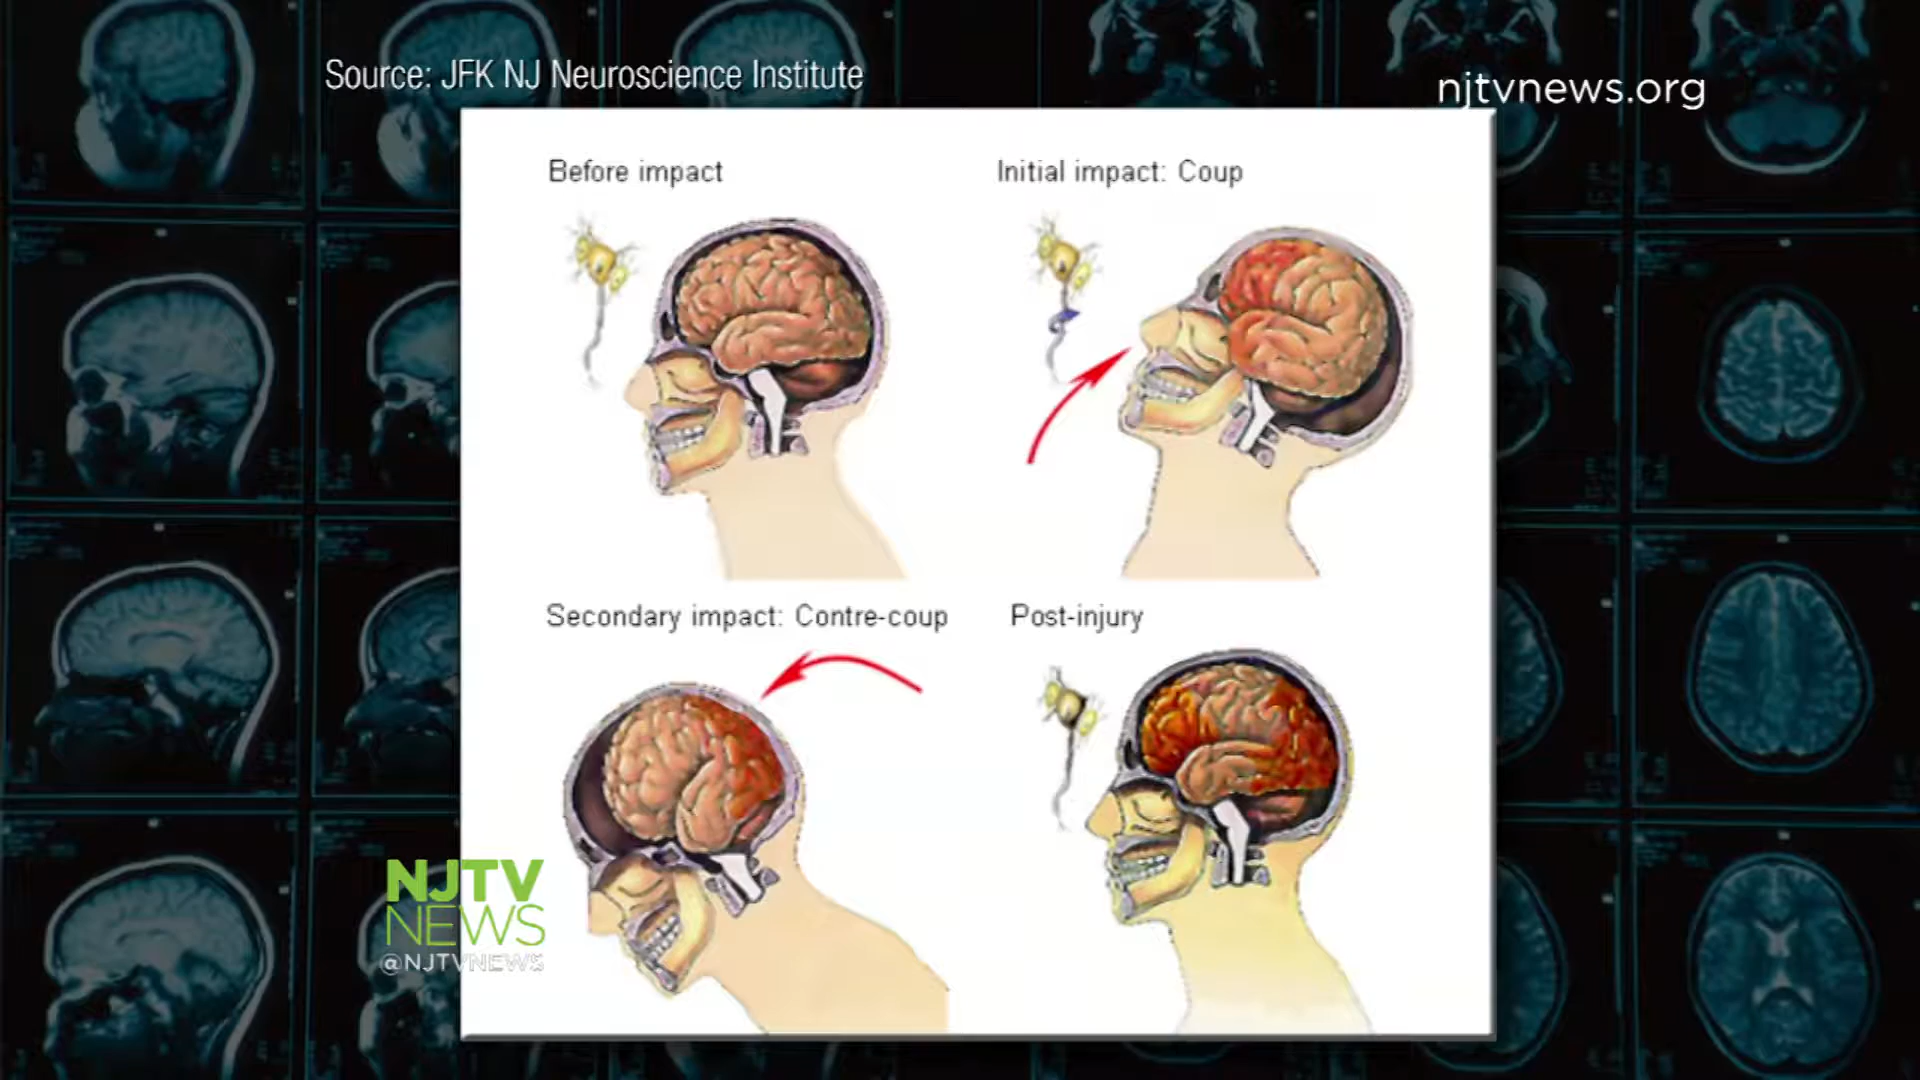 Source: JFK NJ Neuroscience Institute
njtvnews.org
Before impact
Initial impact: Coup
Secondary impact: Contre-coup
Post-injury
NJTV
NEWS
@NJTVNEWS